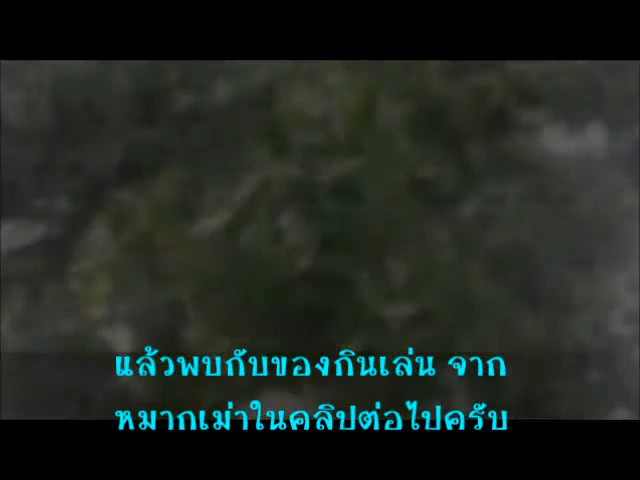 แล้วพบกับของกินเล่น จาก
หมากเม่าในคลิปต่อไปครับ